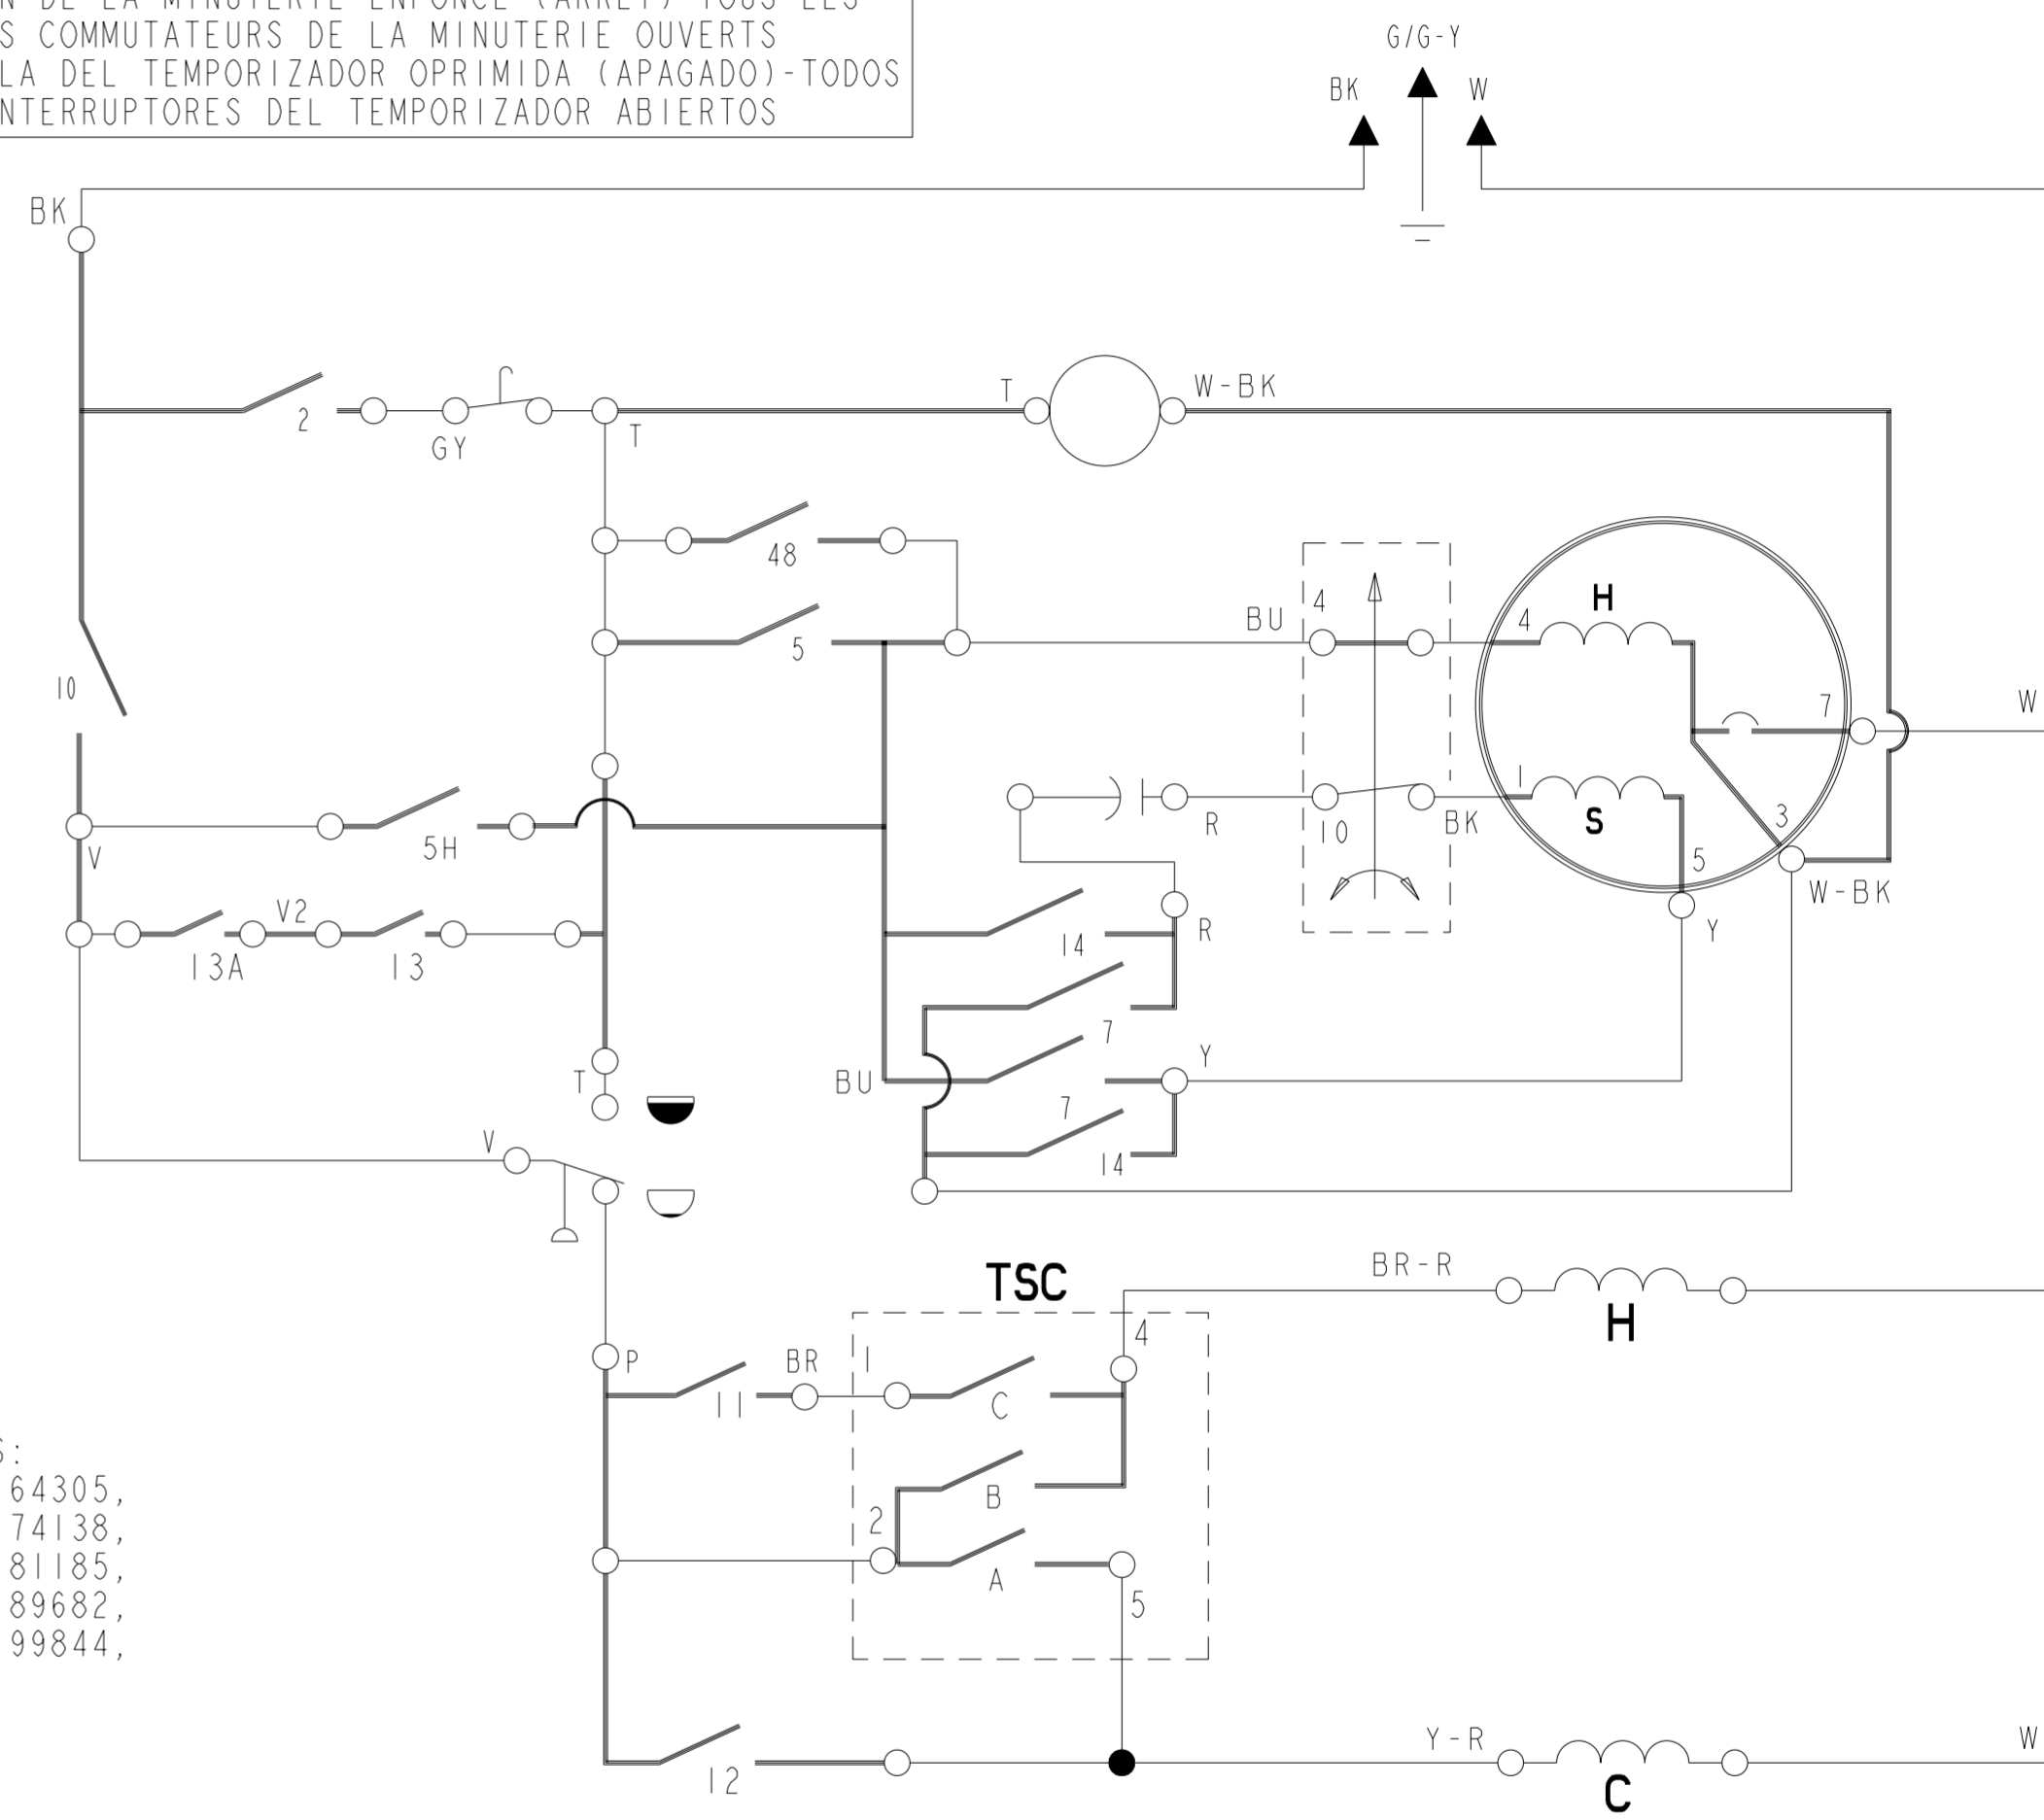 S COMMUTATEURS DE LA MINUTERIE OUVERTS
LA DEL TEMPORIZADOR OPRIMIDA (APAGADO)-TODOS
NTERRUPTORES DEL TEMPORIZADOR ABIERTOS
G/G-Y
BK
W
BK
2
GY
T
T
W-BK
48
5
BU
4
4
H
7
W
10
V
5H
R
10
BK
1
S
3
5
W-BK
V2
13A
13
14
R
Y
7
T
BU
Y
7
V
14
TSC
BR-R
H
4
P
BR
1
11
C
S:
64305,
74138,
81185,
89682,
99844,
B
2
A
5
Y-R
W
12
C